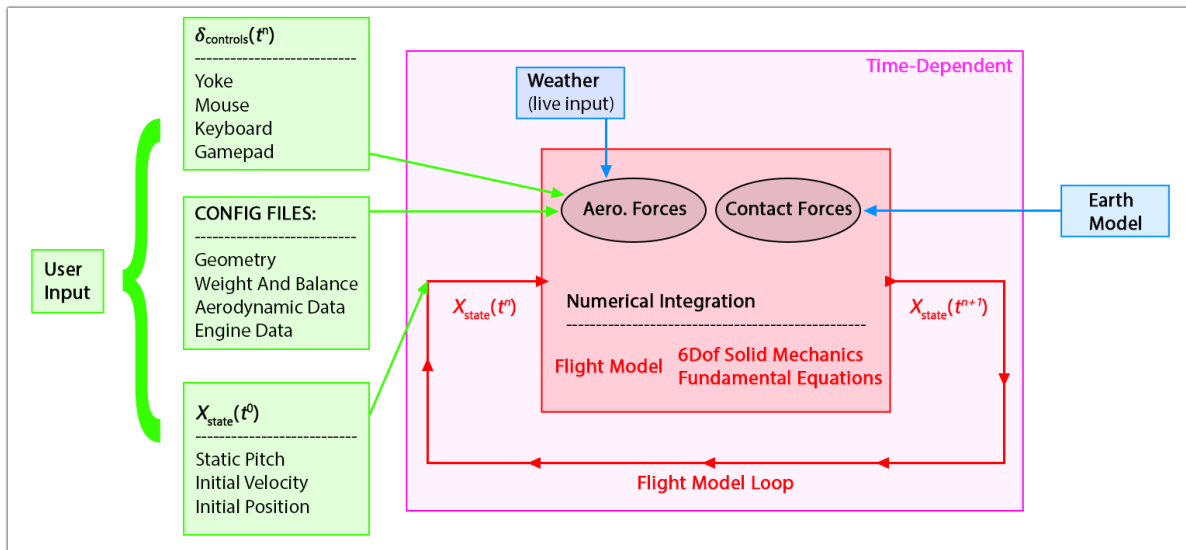 User
Input
δcontrols(tⁿ)
---------------------------
Yoke
Mouse
Keyboard
Gamepad
CONFIG FILES:
---------------------------
Geometry
Weight And Balance
Aerodynamic Data
Engine Data
Xstate(t⁰)
---------------------------
Static Pitch
Initial Velocity
Initial Position
Time-Dependent
Weather
(live input)
Aero. Forces
Contact Forces
Earth
Model
Xstate(tⁿ)
Numerical Integration
--------------------------------------------------
Flight Model
6Dof Solid Mechanics
Fundamental Equations
Xstate(tⁿ⁺¹)
Flight Model Loop